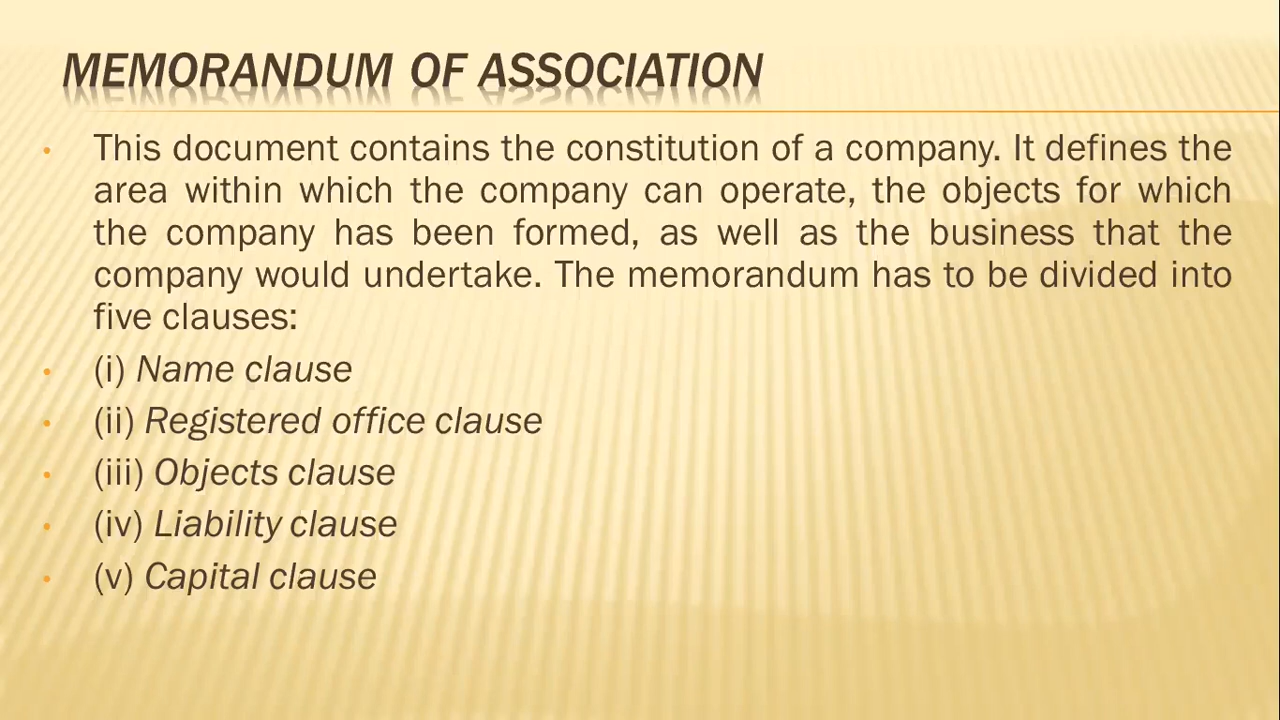 MEMORANDUM OF ASSOCIATION
• This document contains the constitution of a company. It defines the
area within which the company can operate, the objects for which
the company has been formed, as well as the business that the
company would undertake. The memorandum has to be divided into
five clauses:
• (i) Name clause
• (ii) Registered office clause
• (iii) Objects clause
• (iv) Liability clause
• (v) Capital clause